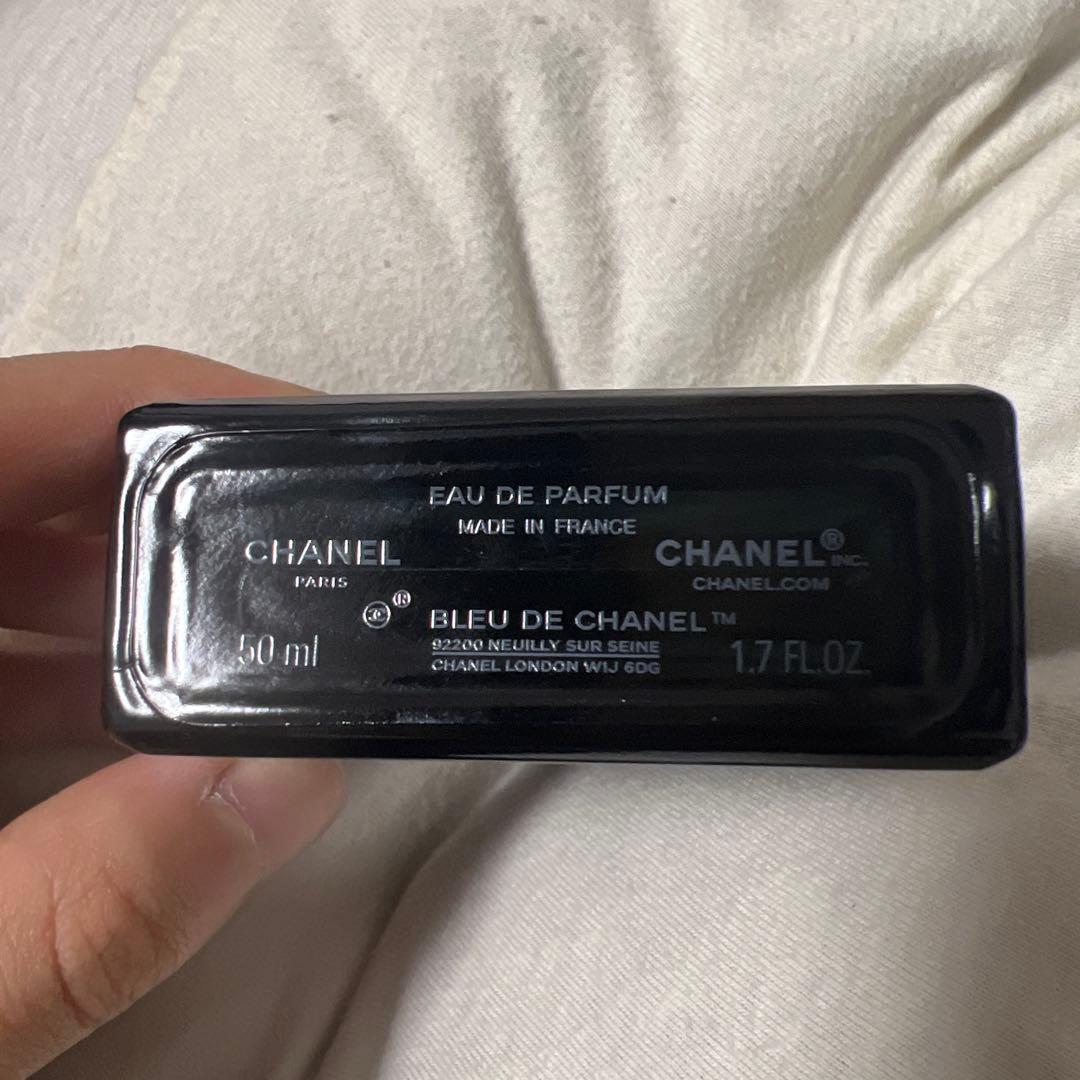 EAU DE PARFUM
MADE IN FRANCE
CHANEL
PARIS
CHANEL® INC.
CHANEL.COM
®
BLEU DE CHANEL™
92200 NEUILLY SUR SEINE
CHANEL LONDON W1J 6DG
50 ml
1.7 FL.OZ.